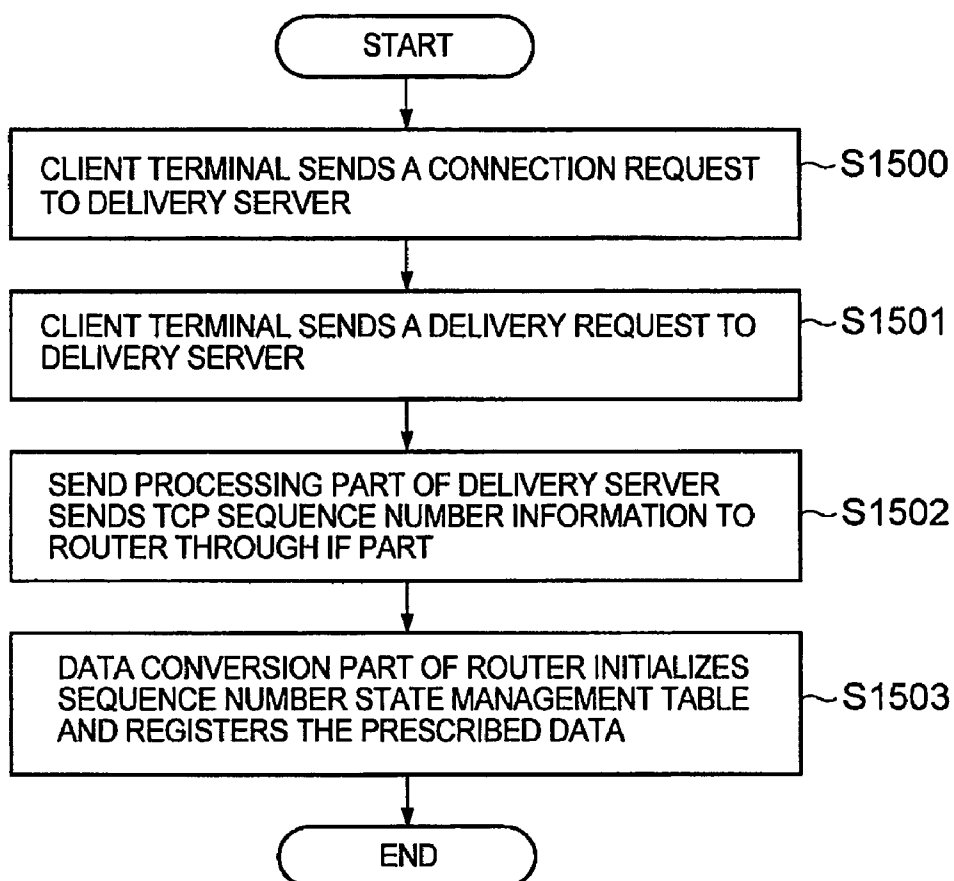 START
CLIENT TERMINAL SENDS A CONNECTION REQUEST
TO DELIVERY SERVER
S1500
CLIENT TERMINAL SENDS A DELIVERY REQUEST TO
DELIVERY SERVER
S1501
SEND PROCESSING PART OF DELIVERY SERVER
SENDS TCP SEQUENCE NUMBER INFORMATION TO
ROUTER THROUGH IF PART
S1502
DATA CONVERSION PART OF ROUTER INITIALIZES
SEQUENCE NUMBER STATE MANAGEMENT TABLE
AND REGISTERS THE PRESCRIBED DATA
S1503
END